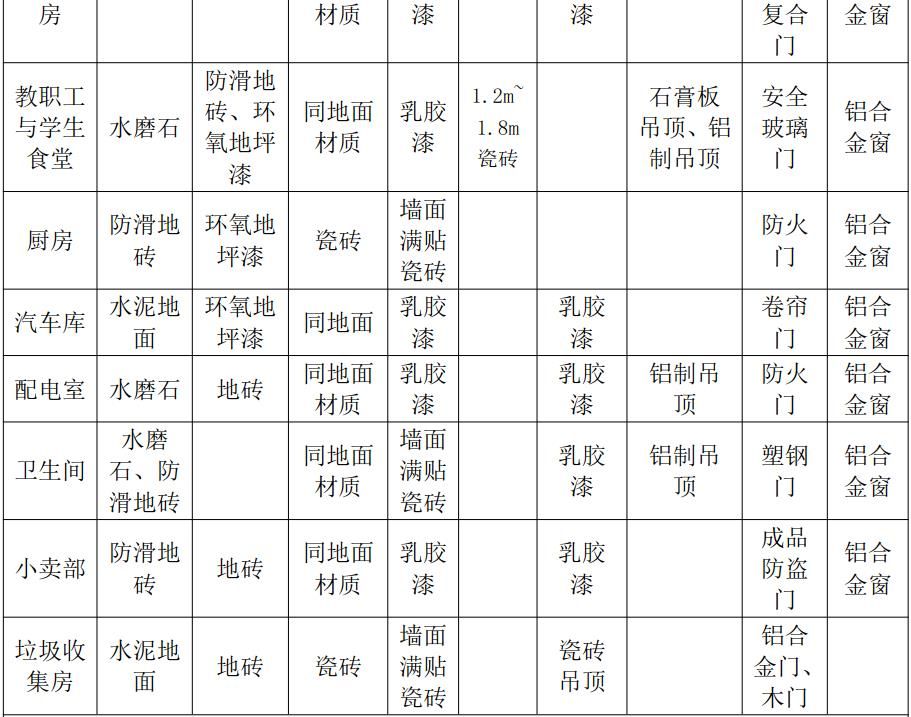 房
材质
漆
漆
复合
门
金窗
教职工
与学生
食堂
水磨石
防滑地
砖、环
氧地坪
漆
同地面
材质
乳胶
漆
1.2m~
1.8m
瓷砖
石膏板
吊顶、铝
制吊顶
安全
玻璃
门
铝合
金窗
厨房
防滑地
砖
环氧地
坪漆
瓷砖
墙面
满贴
瓷砖
防火
门
铝合
金窗
汽车库
水泥地
面
环氧地
坪漆
同地面
乳胶
漆
乳胶
漆
卷帘
门
铝合
金窗
配电室
水磨石
地砖
同地面
材质
乳胶
漆
乳胶
漆
铝制吊
顶
防火
门
铝合
金窗
卫生间
水磨
石、防
滑地砖
同地面
材质
墙面
满贴
瓷砖
乳胶
漆
铝制吊
顶
塑钢
门
铝合
金窗
小卖部
防滑地
砖
地砖
同地面
材质
乳胶
漆
乳胶
漆
成品
防盗
门
铝合
金窗
垃圾收
集房
水泥地
面
地砖
瓷砖
墙面
满贴
瓷砖
瓷砖
吊顶
铝合
金门、
木门